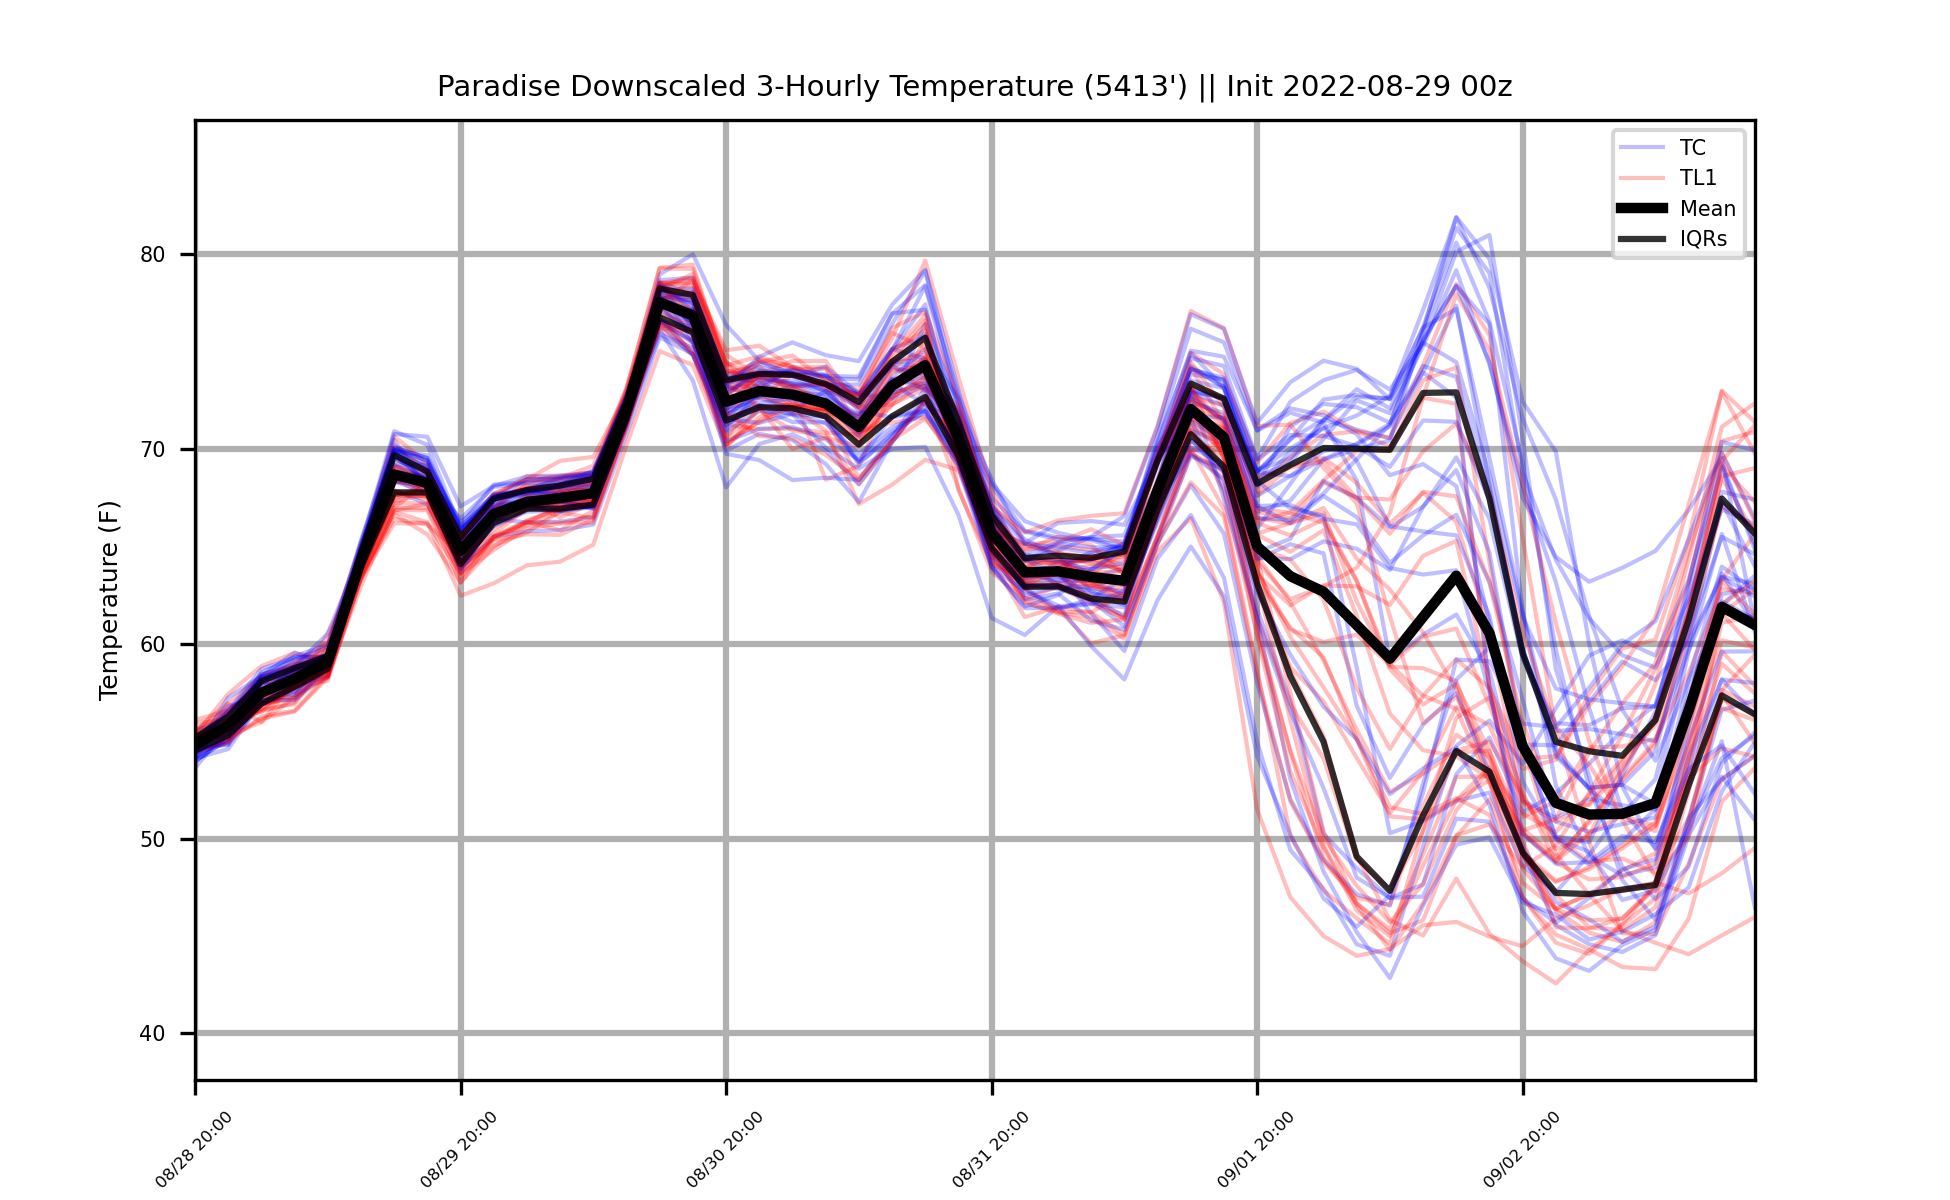 Paradise Downscaled 3-Hourly Temperature (5413') || Init 2022-08-29 00z
TC
TL1
Mean
IQRs
Temperature (F)
80
70
60
50
40
08/28 20:00
08/29 20:00
08/30 20:00
08/31 20:00
09/01 20:00
09/02 20:00